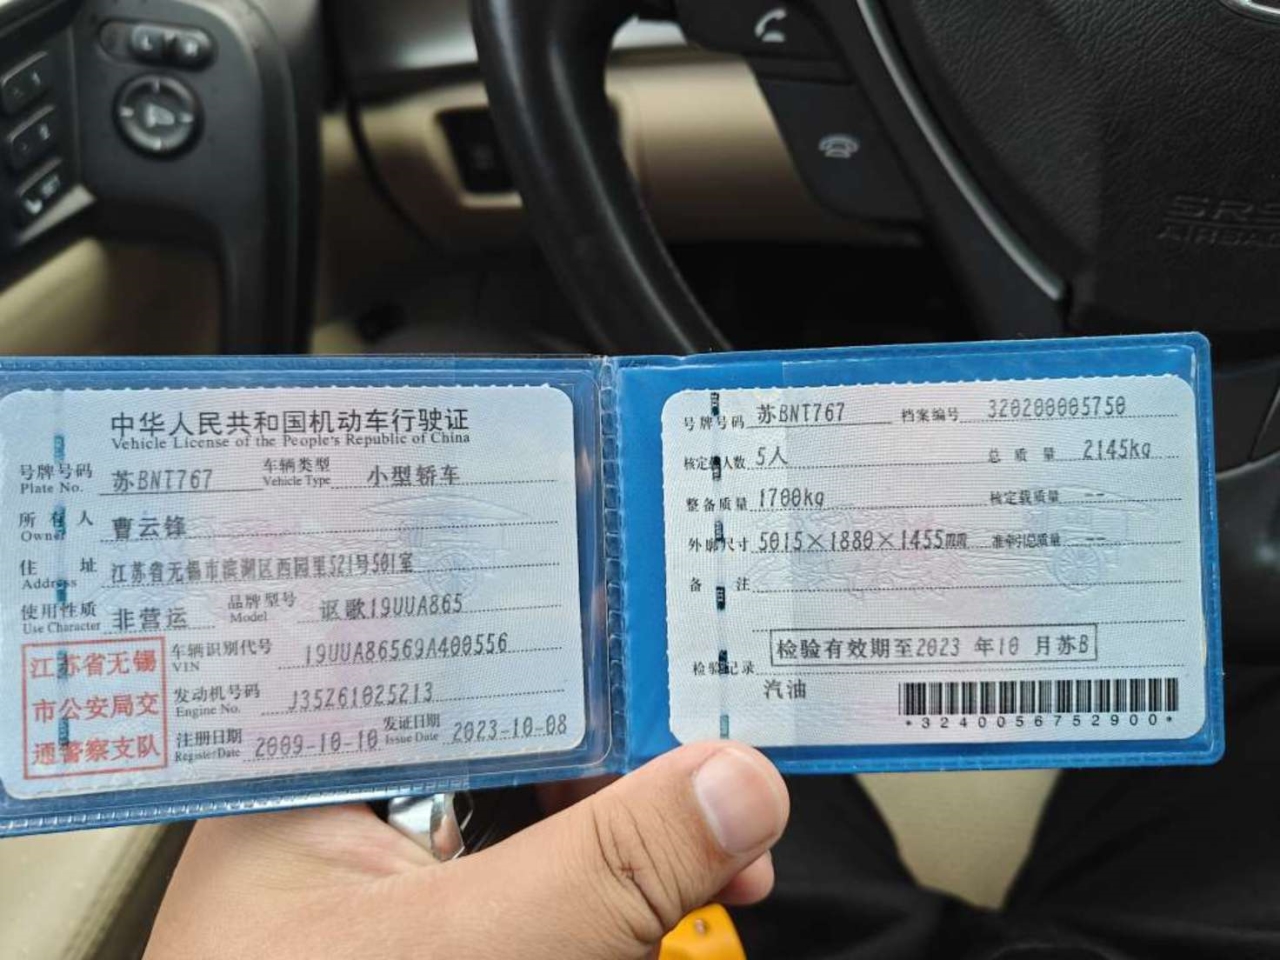 中华人民共和国机动车行驶证
Vehicle License of the People's Republic of China
号牌号码 苏BNT767 车辆类型 小型轿车
Plate No. Vehicle Type
所有人 曹云锋
Owner
住址 江苏省无锡市滨湖区西园里521号501室
Address
使用性质 非营运 品牌型号 讴歌19UUA865
Use Character Model
江苏省无锡
市公安局交
通警察支队
车辆识别代号 19UUA86569A400556
VIN
发动机号码 J35Z61025213
Engine No.
注册日期 2009-10-10 发证日期 2023-10-08
Register Date Issue Date
号牌号码 苏BNT767 档案编号 320200005750
核定载人数 5人 总质量 2145kg
整备质量 1700kg 核定载质量 --
外廓尺寸 5015×1880×1455毫米 准牵引总质量 --
备注
检验有效期至2023 年10 月苏B
检验记录
汽油
*3240056752900*
SRS
AIRBAG